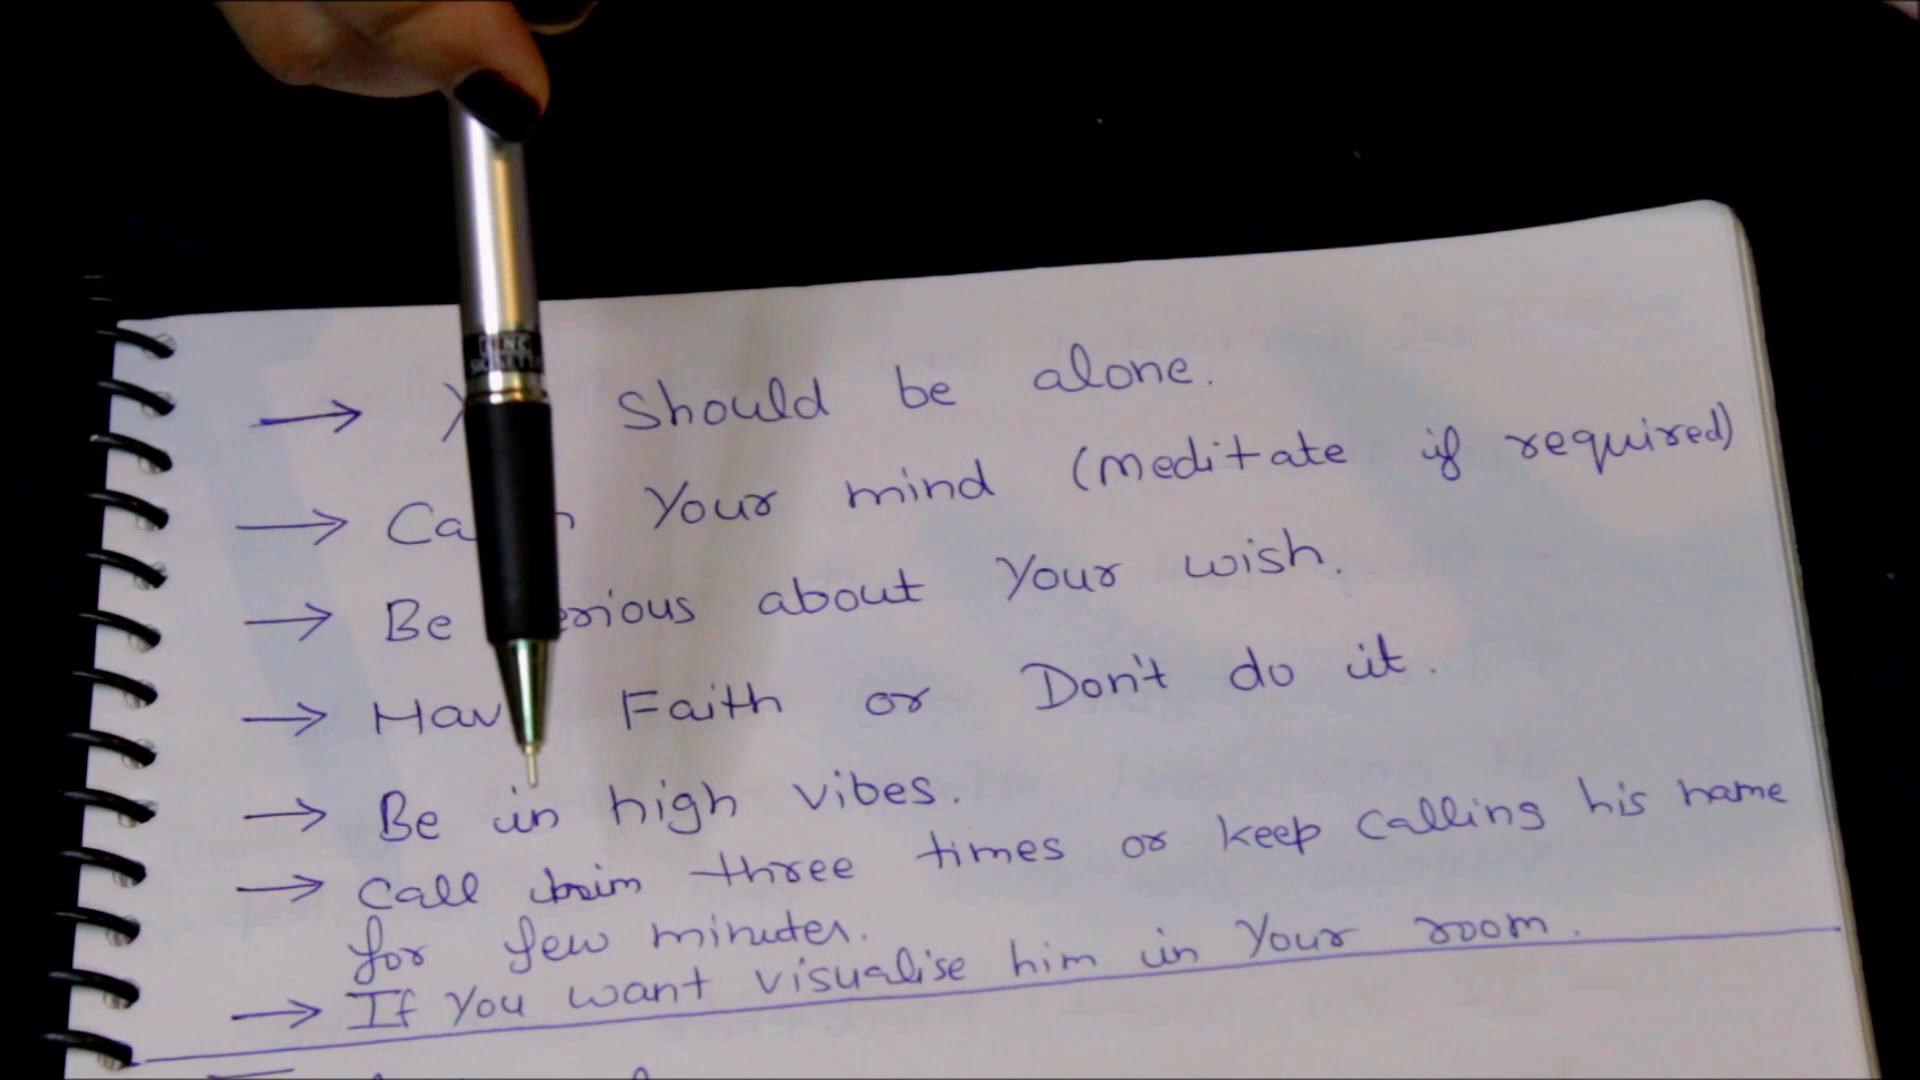 → Should be alone.
→ Your mind (Meditate if required)
→ Be about Your wish.
→ Faith or Don't do it.
→ Be in high vibes.
→ Call him three times or keep calling his name
for few minutes.
→ If You want visualise him in Your room.